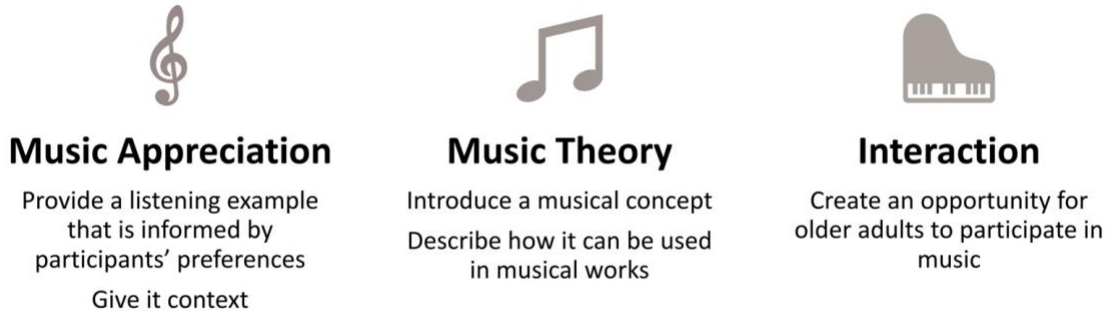 Music Appreciation
Provide a listening example
that is informed by
participants’ preferences
Give it context
Music Theory
Introduce a musical concept
Describe how it can be used
in musical works
Interaction
Create an opportunity for
older adults to participate in
music